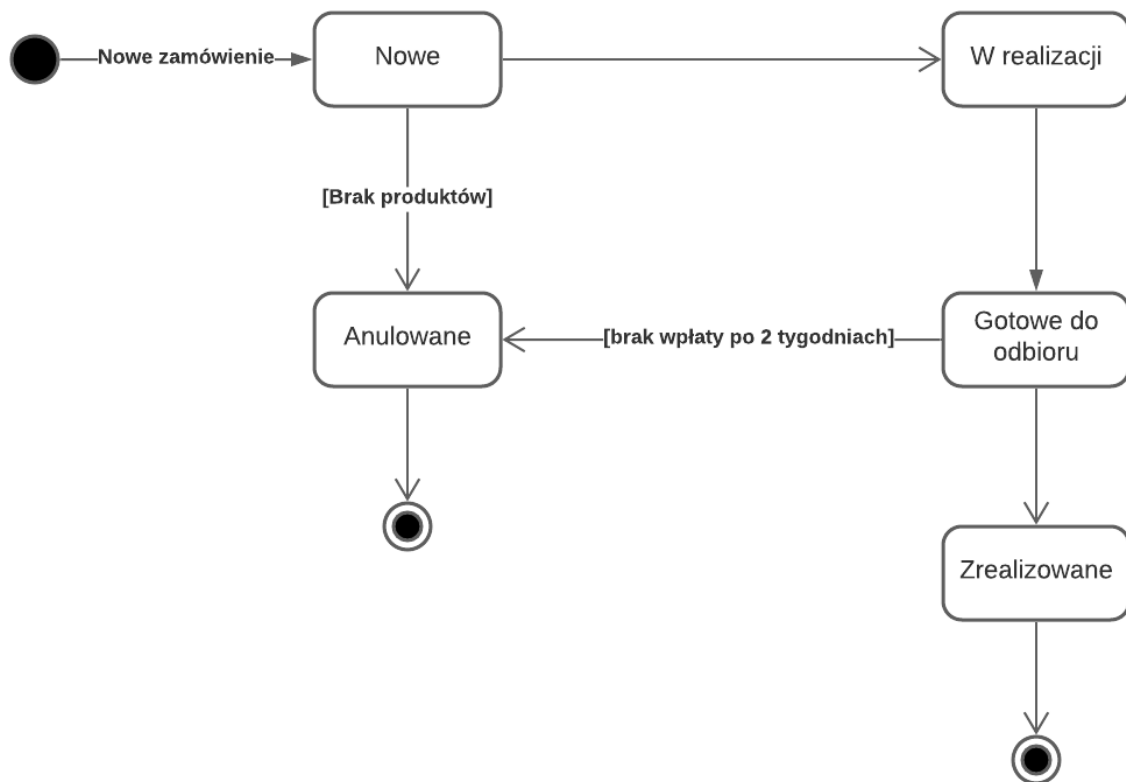 Nowe zamówienie
Nowe
W realizacji
[Brak produktów]
Anulowane
[brak wpłaty po 2 tygodniach]
Gotowe do
odbioru
Zrealizowane